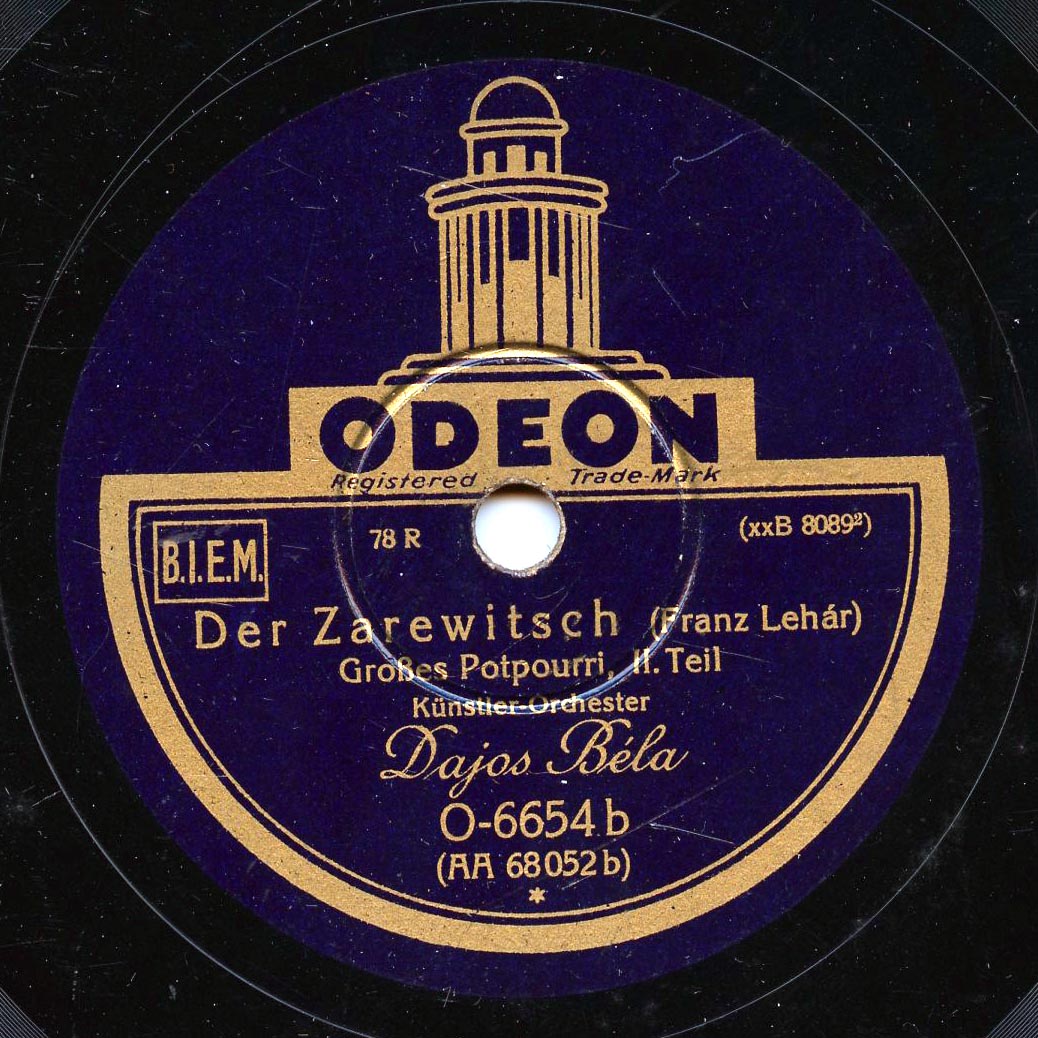 ODEON
Registered Trade-Mark
B.I.E.M. 78 R (xxB 8089²)
Der Zarewitsch (Franz Lehár)
Großes Potpourri, II. Teil
Künstler-Orchester
Dajos Béla
O-6654 b
(AA 68052 b)
*